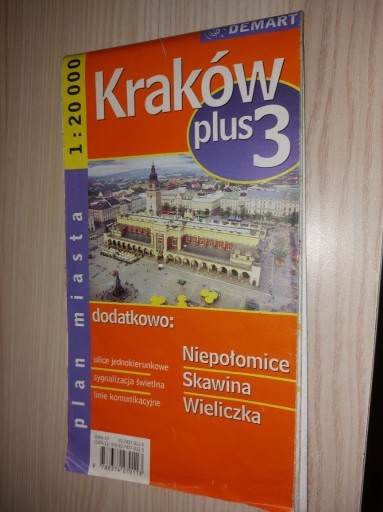 DEMART
1:20 000
Kraków
plus 3
plan miasta
dodatkowo:
ulice jednokierunkowe
sygnalizacja świetlna
linie komunikacyjne
Niepołomice
Skawina
Wieliczka